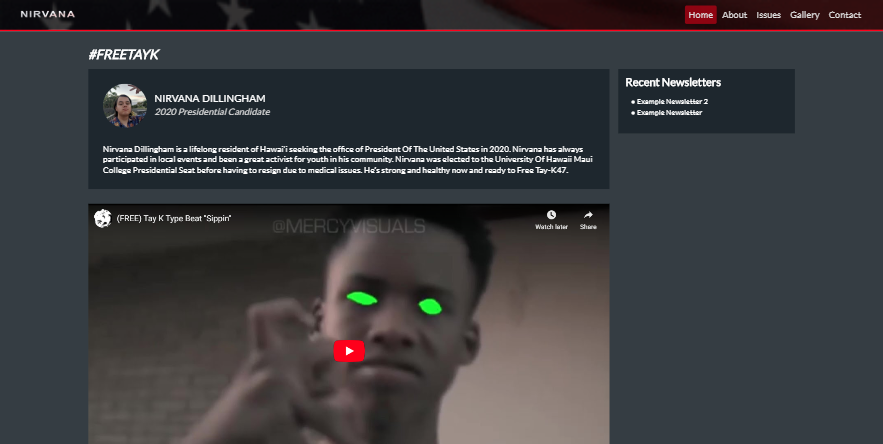 NIRVANA
Home About Issues Gallery Contact
#FREETAYK
NIRVANA DILLINGHAM
2020 Presidential Candidate
Nirvana Dillingham is a lifelong resident of Hawai'i seeking the office of President Of The United States in 2020. Nirvana has always
participated in local events and been a great activist for youth in his community. Nirvana was elected to the University Of Hawaii Maui
College Presidential Seat before having to resign due to medical issues. He's strong and healthy now and ready to Free Tay-K47.
Recent Newsletters
Example Newsletter 2
Example Newsletter
(FREE) Tay K Type Beat "Sippin"
@MERCYVISUALS
Watch later
Share